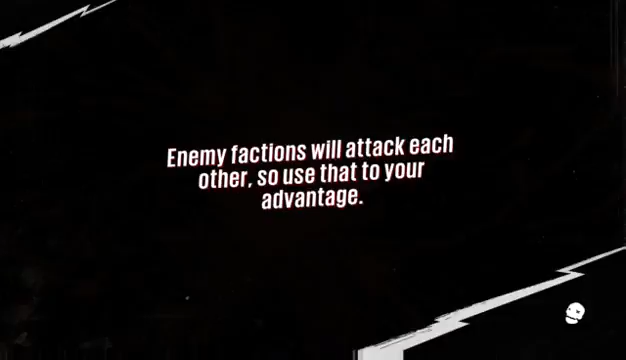 Enemy factions will attack each
other, so use that to your
advantage.